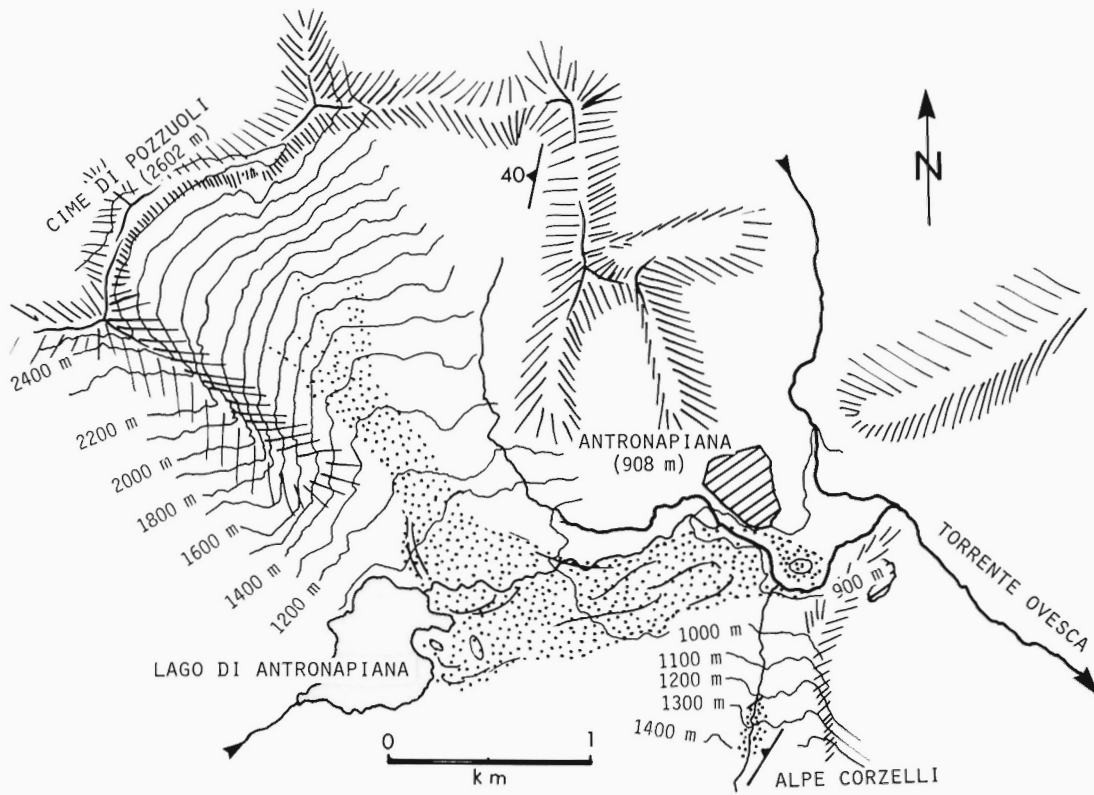 CIME DI POZZUOLI
(2602 m)
40
N
2400 m
2200 m
2000 m
1800 m
1600 m
1400 m
1200 m
ANTRONAPIANA
(908 m)
TORRENTE OVESCA
900 m
1000 m
1100 m
1200 m
1300 m
1400 m
LAGO DI ANTRONAPIANA
0 1
km
ALPE CORZELLI